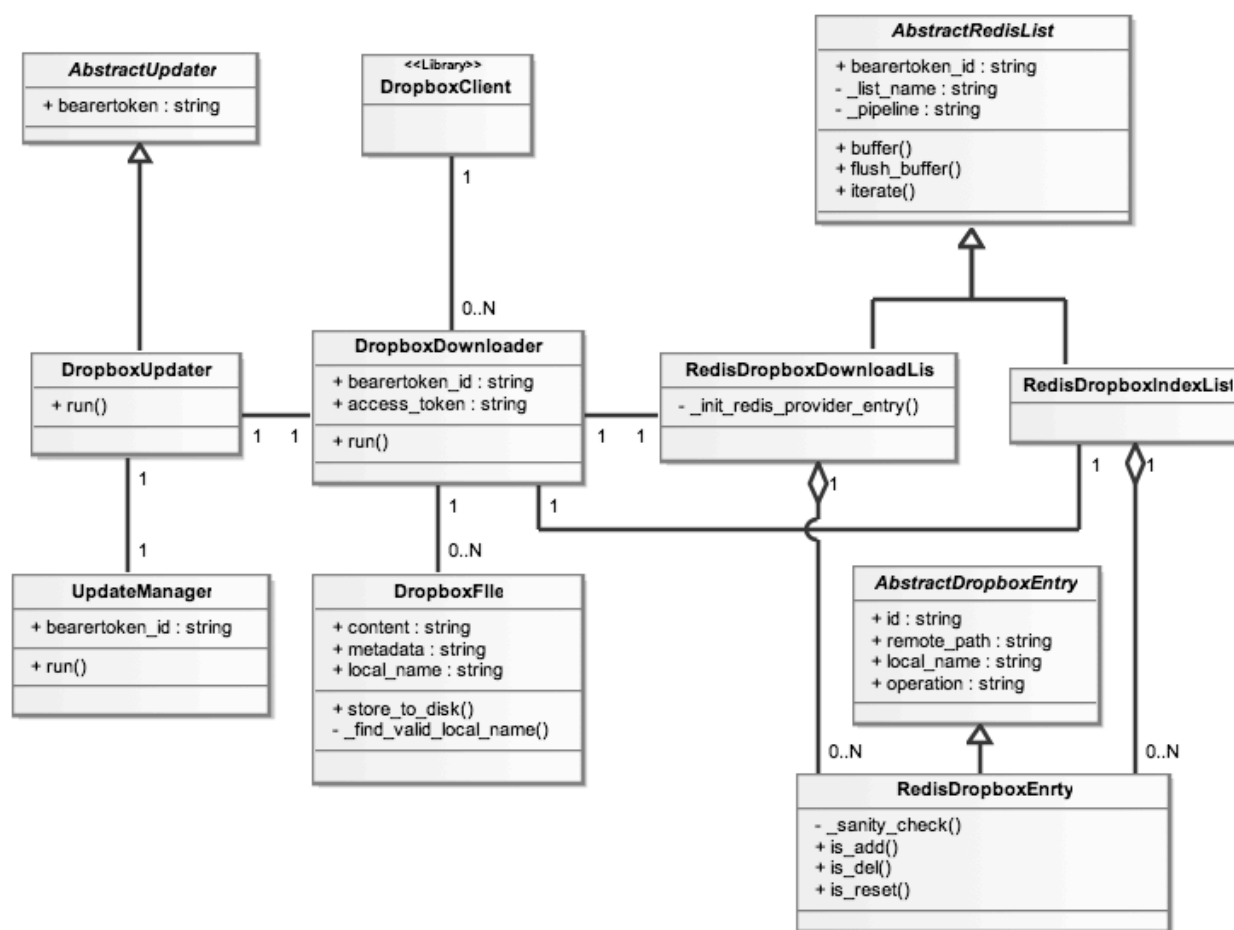 AbstractUpdater
+ bearertoken : string
<<Library>>
DropboxClient
AbstractRedisList
+ bearertoken_id : string
- _list_name : string
- _pipeline : string
+ buffer()
+ flush_buffer()
+ iterate()
1
0..N
DropboxUpdater
+ run()
1
1
DropboxDownloader
+ bearertoken_id : string
+ access_token : string
+ run()
1
1
RedisDropboxDownloadLis
- _init_redis_provider_entry()
RedisDropboxIndexList
1
1
1
1
1
1
1
0..N
0..N
0..N
UpdateManager
+ bearertoken_id : string
+ run()
DropboxFIle
+ content : string
+ metadata : string
+ local_name : string
+ store_to_disk()
- _find_valid_local_name()
AbstractDropboxEntry
+ id : string
+ remote_path : string
+ local_name : string
+ operation : string
RedisDropboxEnrty
- _sanity_check()
+ is_add()
+ is_del()
+ is_reset()